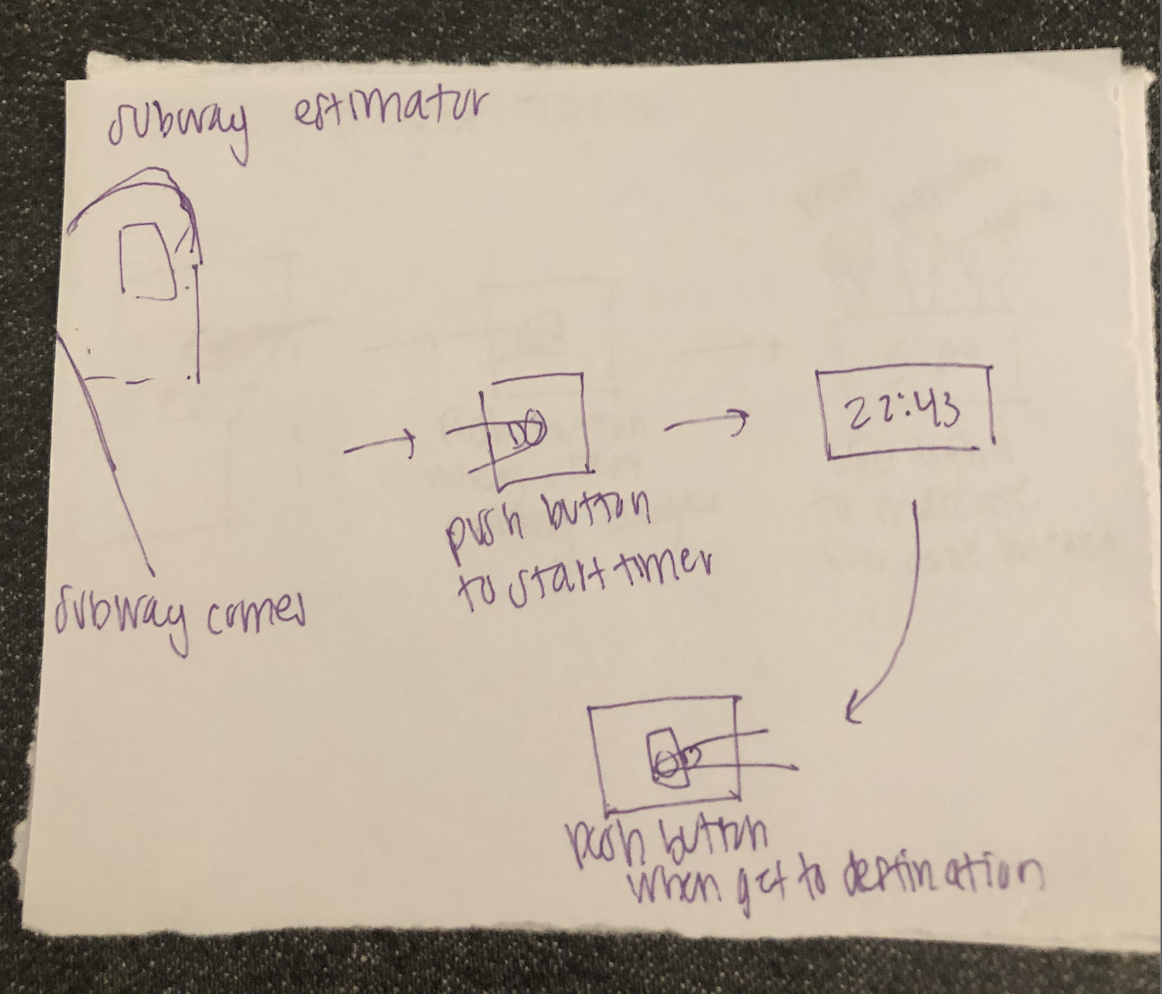 subway estimator
22:43
push button
to start timer
subway comes
push button
when get to destination